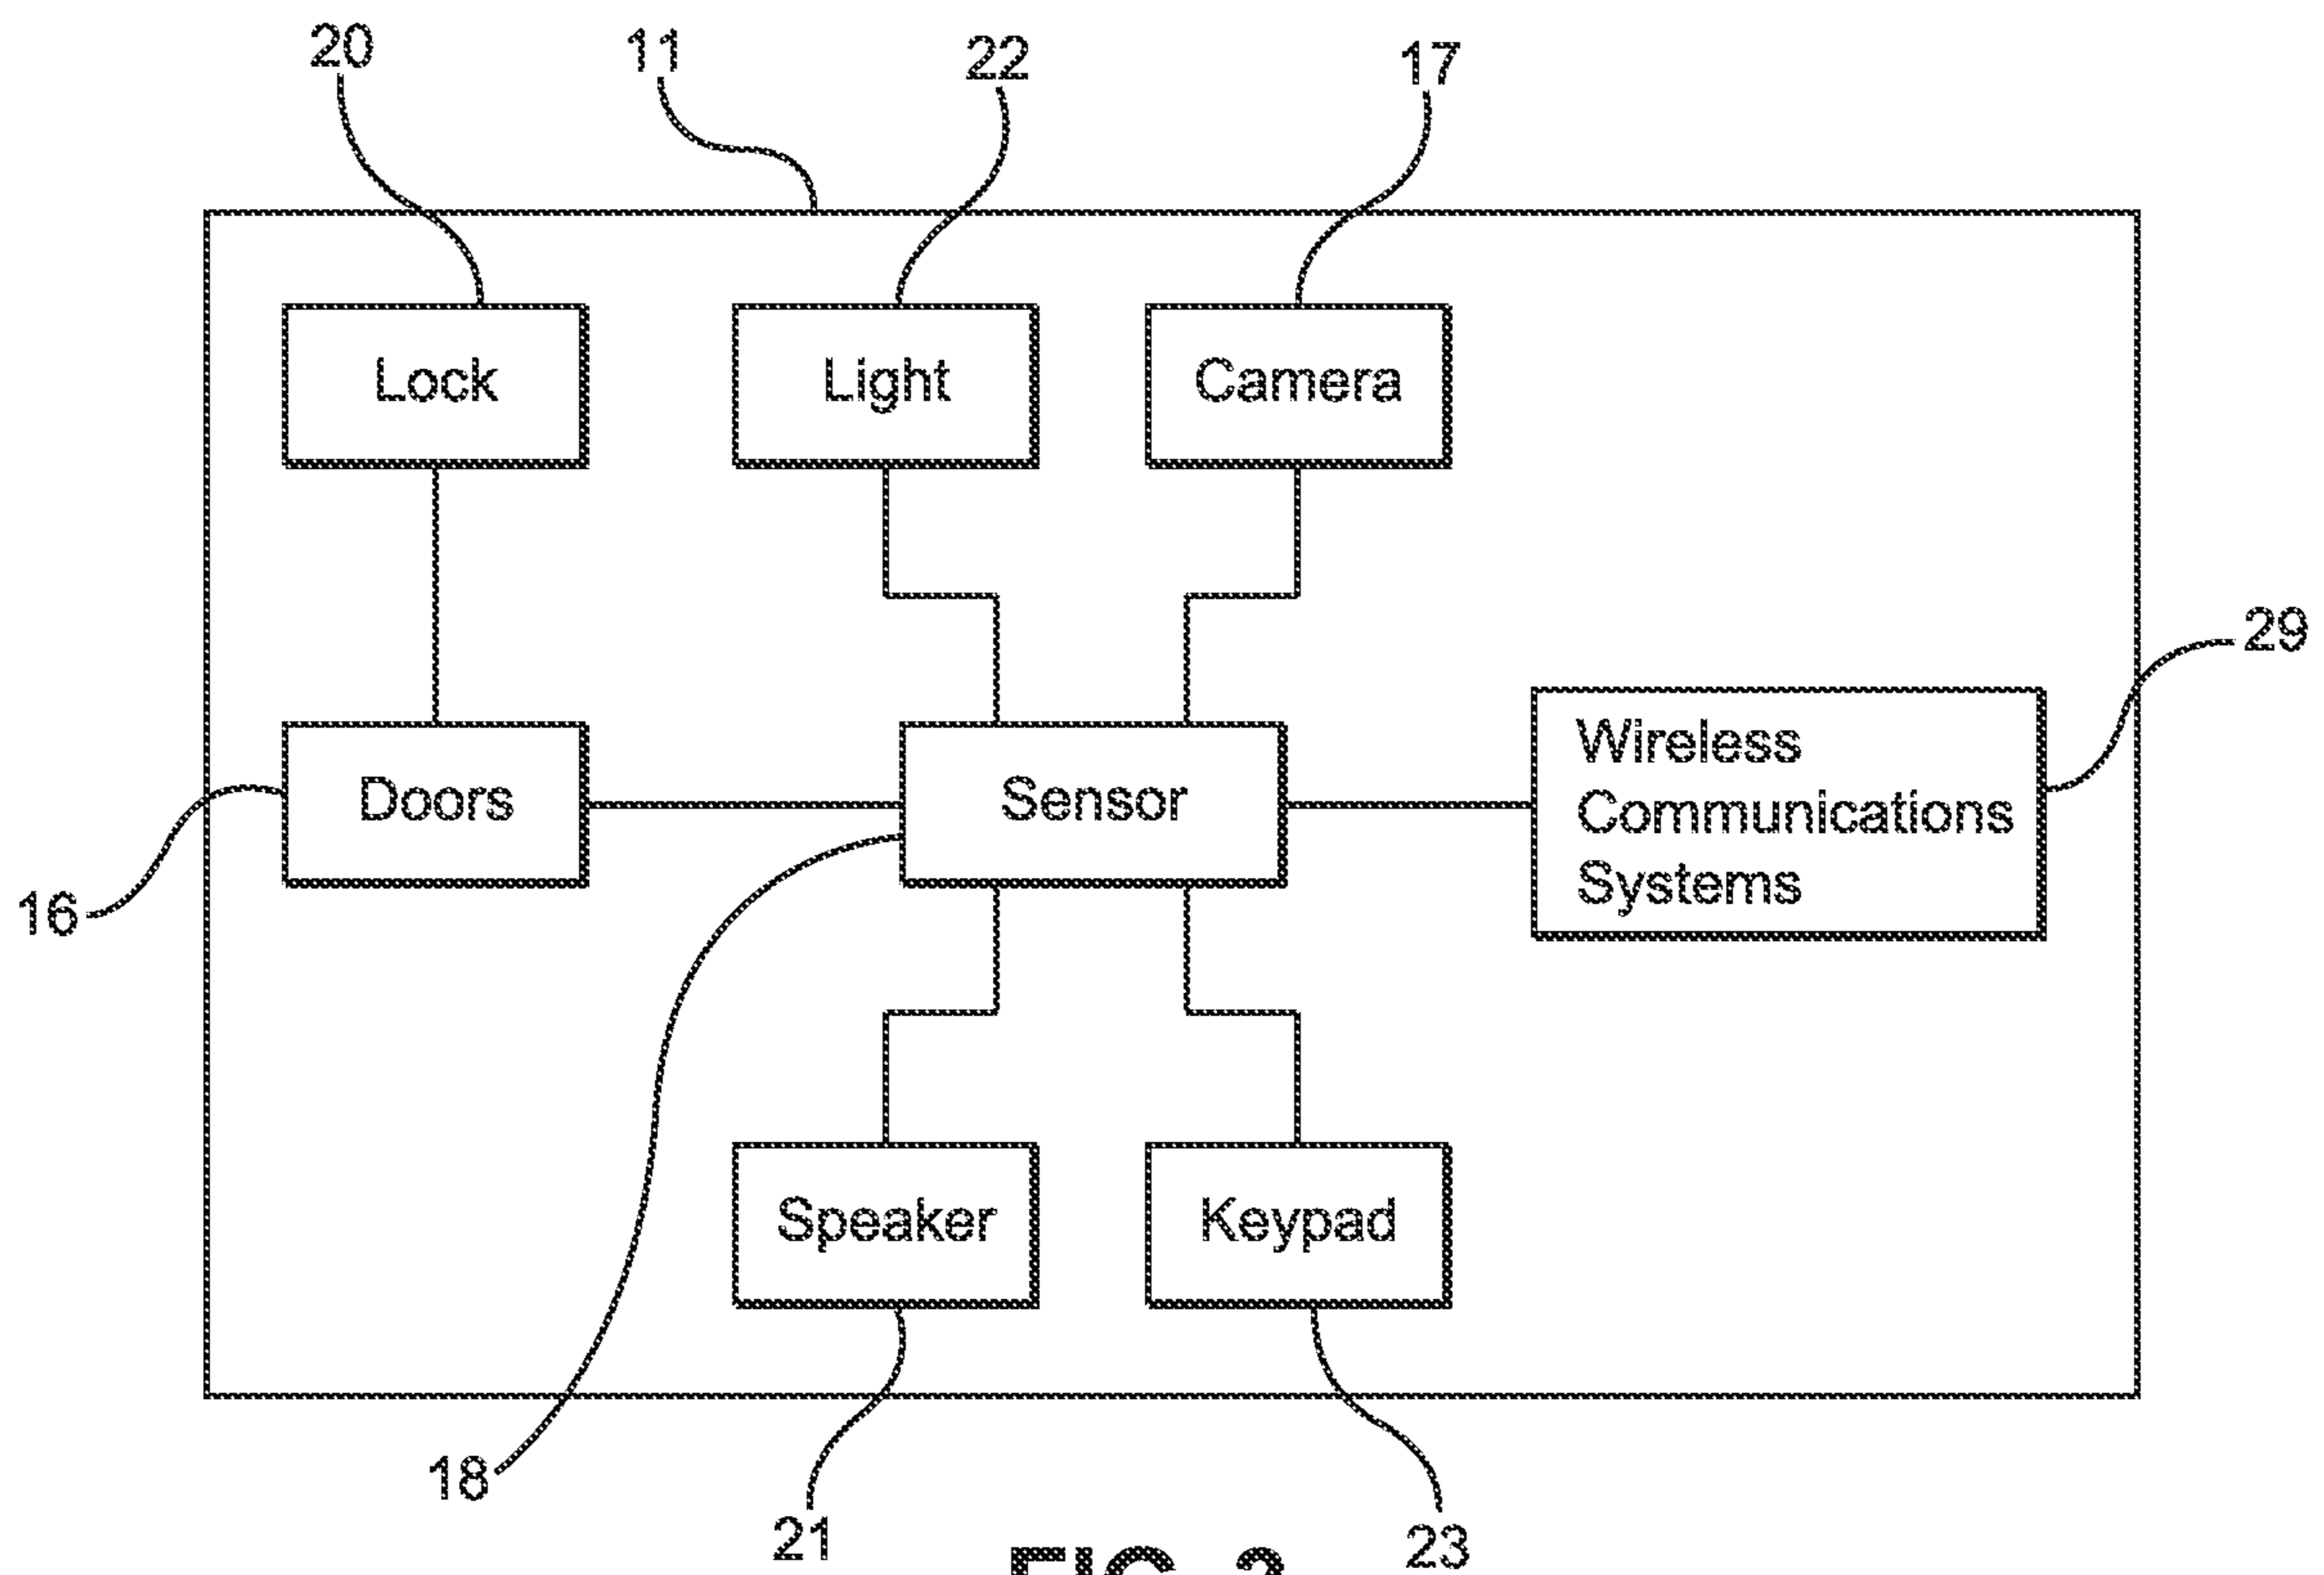 20
11
22
17
Lock
Light
Camera
29
Wireless
Communications
Systems
Doors
Sensor
16
Speaker
Keypad
18
21
23